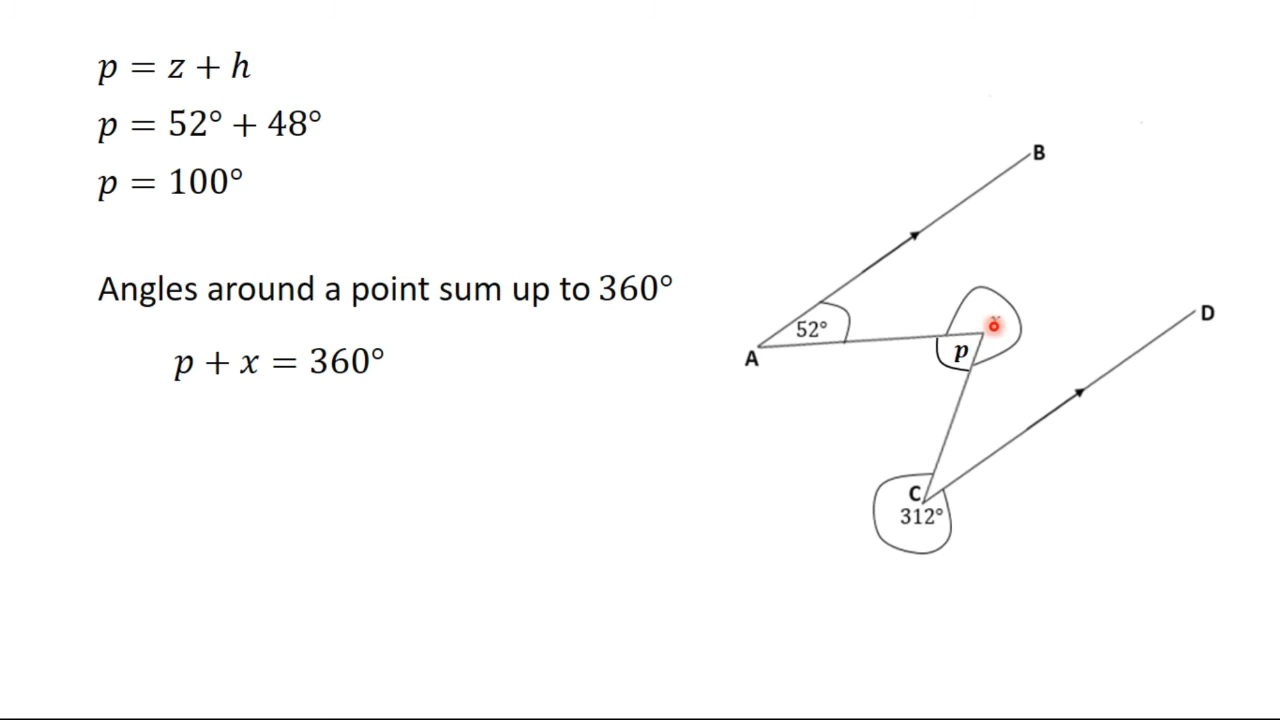 p = z + h
p = 52° + 48°
p = 100°
Angles around a point sum up to 360°
p + x = 360°
B
D
52°
A
p
C
312°